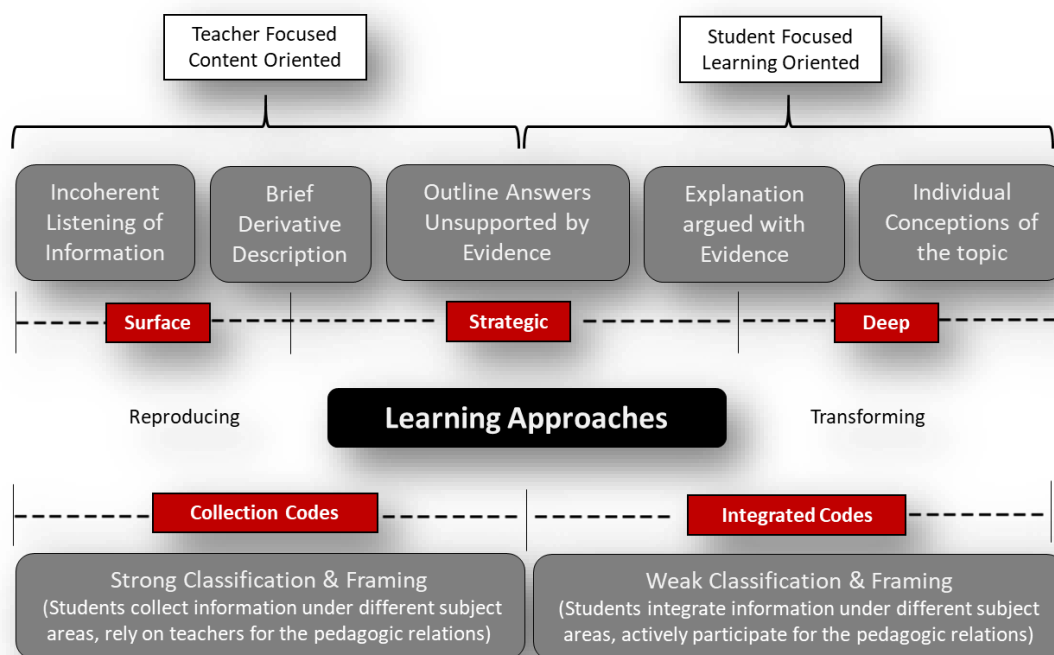 Teacher Focused
Content Oriented
Student Focused
Learning Oriented
Incoherent
Listening of
Information
Brief
Derivative
Description
Outline Answers
Unsupported by
Evidence
Explanation
argued with
Evidence
Individual
Conceptions of
the topic
Surface
Strategic
Deep
Reproducing
Learning Approaches
Transforming
Collection Codes
Integrated Codes
Strong Classification & Framing
(Students collect information under different subject
areas, rely on teachers for the pedagogic relations)
Weak Classification & Framing
(Students integrate information under different subject
areas, actively participate for the pedagogic relations)